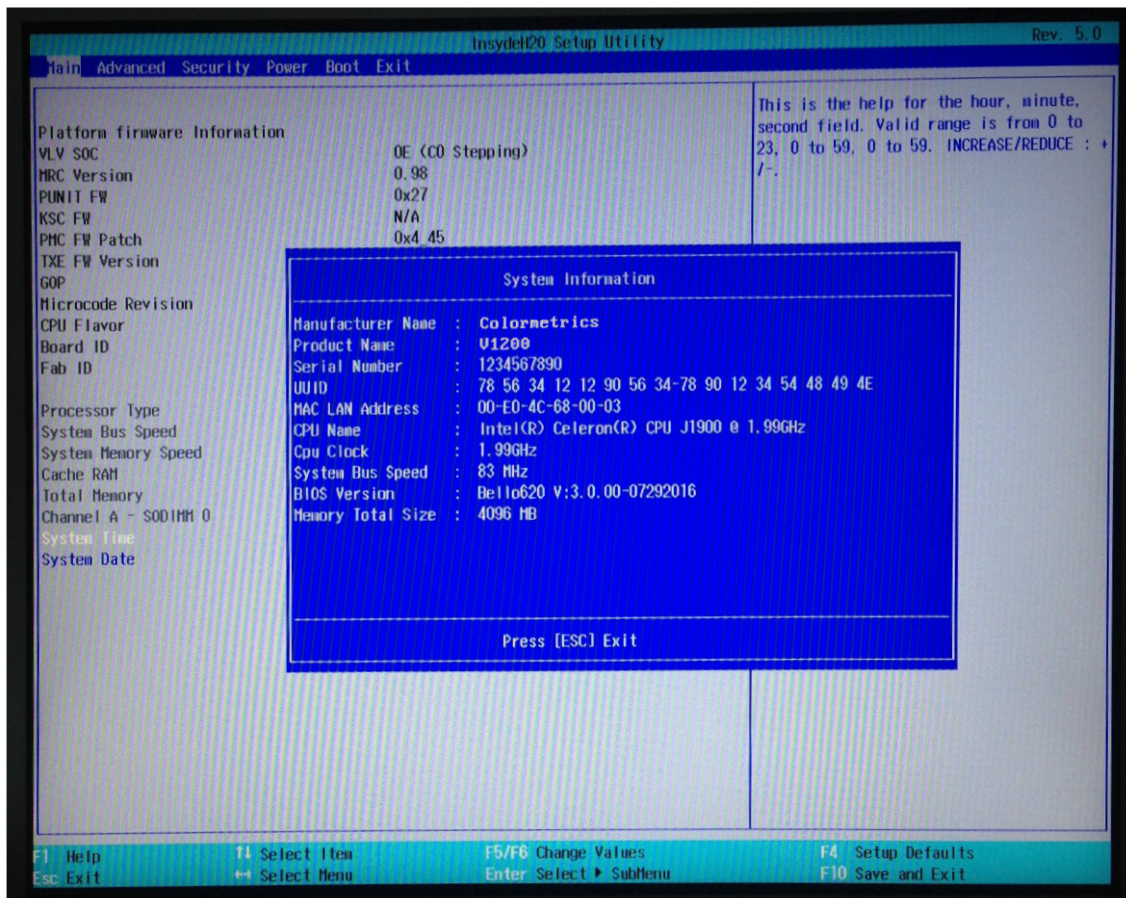 InsydeH20 Setup Utility Rev. 5.0
Main Advanced Security Power Boot Exit
This is the help for the hour, minute,
second field. Valid range is from 0 to
23, 0 to 59, 0 to 59. INCREASE/REDUCE : +
/-.
Platform firmware Information
VLV SOC 0E (C0 Stepping)
MRC Version 0.98
PUNIT FW 0x27
KSC FW N/A
PMC FW Patch 0x4_45
TXE FW Version
GOP
Microcode Revision
CPU Flavor
Board ID
Fab ID
Processor Type
System Bus Speed
System Memory Speed
Cache RAM
Total Memory
Channel A - SODIMM 0
System Time
System Date
System Information
Manufacturer Name : Colormetrics
Product Name : V1200
Serial Number : 1234567890
UUID : 78 56 34 12 12 90 56 34-78 90 12 34 54 48 49 4E
MAC LAN Address : 00-E0-4C-68-00-03
CPU Name : Intel(R) Celeron(R) CPU J1900 @ 1.99GHz
Cpu Clock : 1.99GHz
System Bus Speed : 83 MHz
BIOS Version : Bello620 V:3.0.00-07292016
Memory Total Size : 4096 MB
Press [ESC] Exit
F1 Help ↑↓ Select Item F5/F6 Change Values F4 Setup Defaults
Esc Exit ↔ Select Menu Enter Select ▶ SubMenu F10 Save and Exit